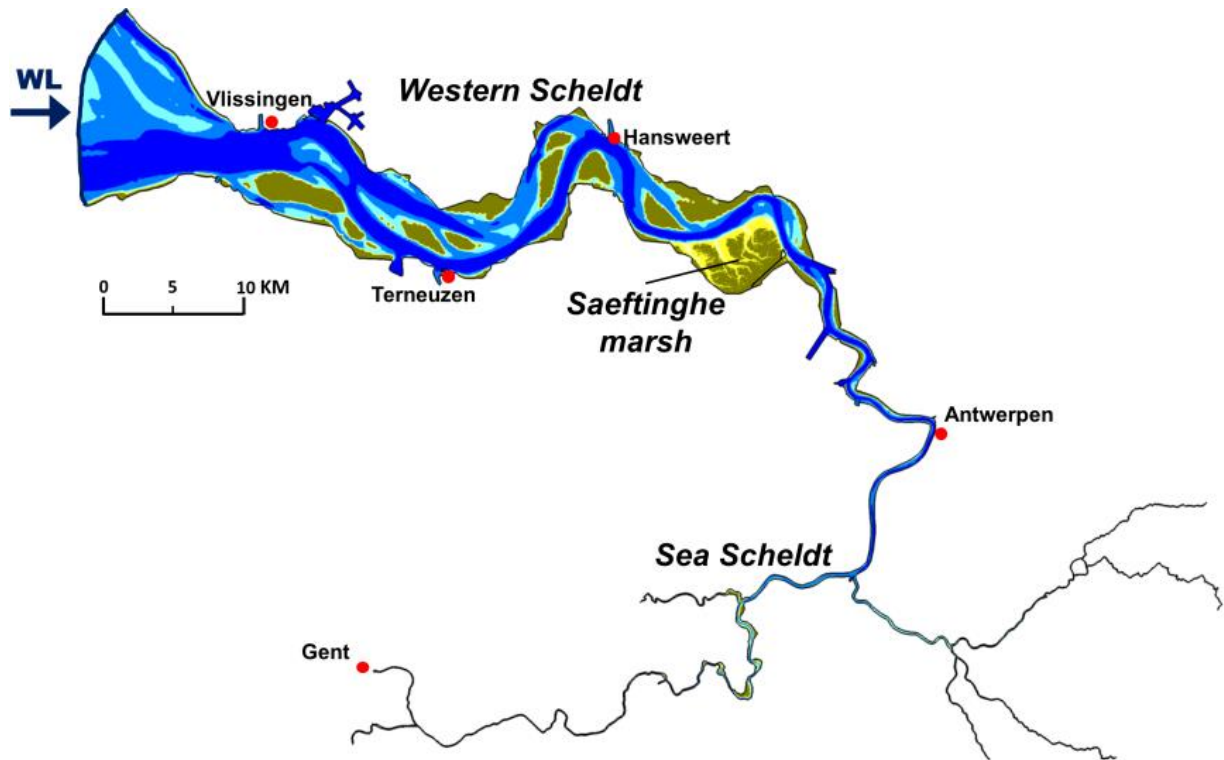 WL
Vlissingen
Western Scheldt
Hansweert
0 5 10 KM
Terneuzen
Saeftinghe
marsh
Antwerpen
Sea Scheldt
Gent